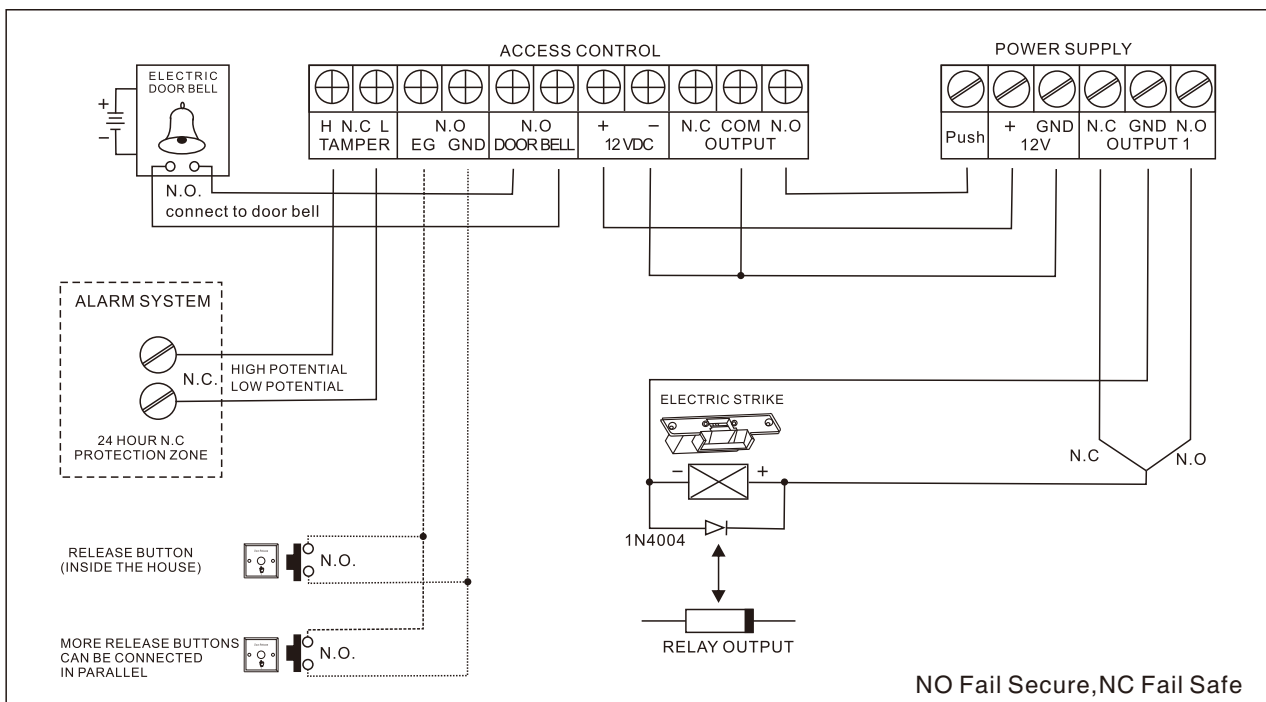 ACCESS CONTROL
POWER SUPPLY
ELECTRIC
DOOR BELL
+
−
H N.C L
TAMPER
N.O
EG GND
N.O
DOOR BELL
+ −
12 VDC
N.C COM N.O
OUTPUT
Push
+ GND
12V
N.C GND N.O
OUTPUT 1
N.O.
connect to door bell
ALARM SYSTEM
N.C.
HIGH POTENTIAL
LOW POTENTIAL
24 HOUR N.C
PROTECTION ZONE
ELECTRIC STRIKE
− +
1N4004
N.C
N.O
RELAY OUTPUT
RELEASE BUTTON
(INSIDE THE HOUSE)
N.O.
MORE RELEASE BUTTONS
CAN BE CONNECTED
IN PARALLEL
N.O.
NO Fail Secure,NC Fail Safe